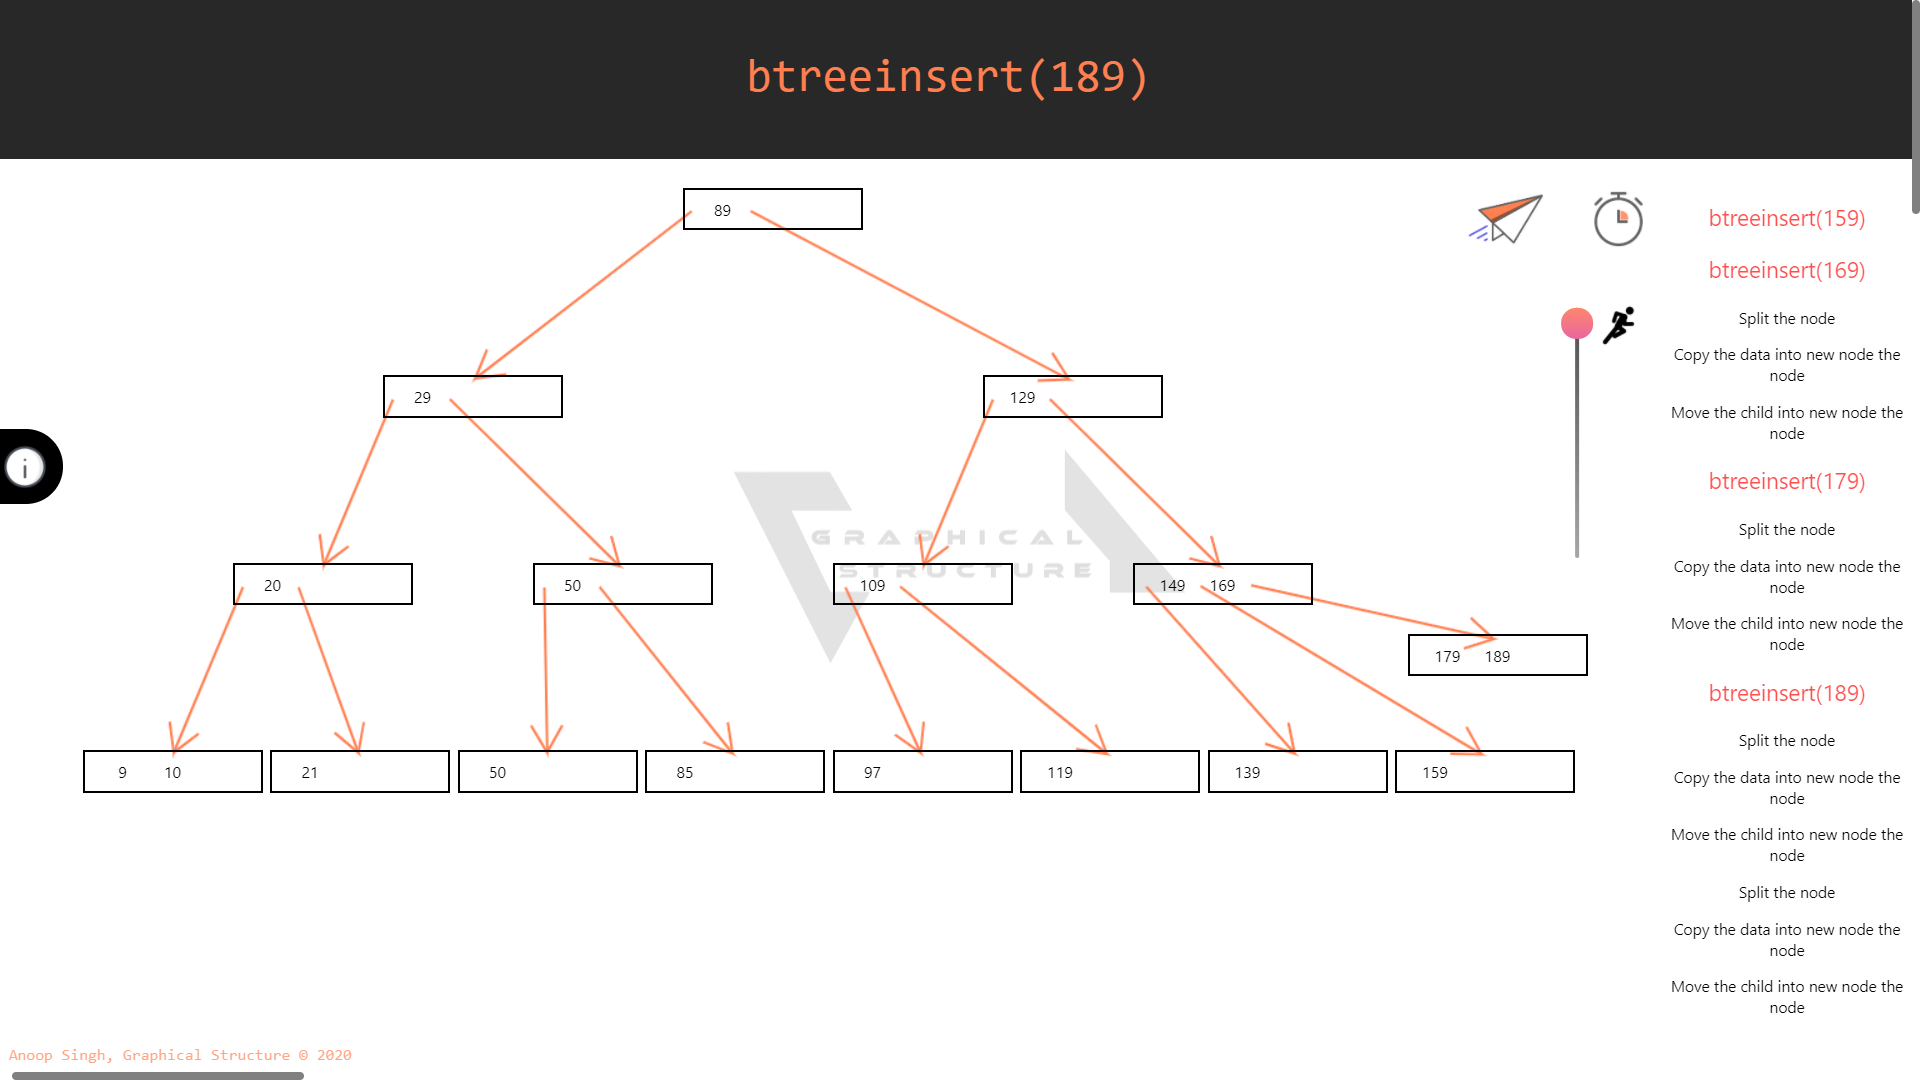 btreeinsert(189)
89
29
129
GRAPHICAL
STRUCTURE
20
50
109
149 169
179 189
9 10
21
50
85
97
119
139
159
btreeinsert(159)
btreeinsert(169)
Split the node
Copy the data into new node the
node
Move the child into new node the
node
btreeinsert(179)
Split the node
Copy the data into new node the
node
Move the child into new node the
node
btreeinsert(189)
Split the node
Copy the data into new node the
node
Move the child into new node the
node
Split the node
Copy the data into new node the
node
Move the child into new node the
node
Anoop Singh, Graphical Structure © 2020